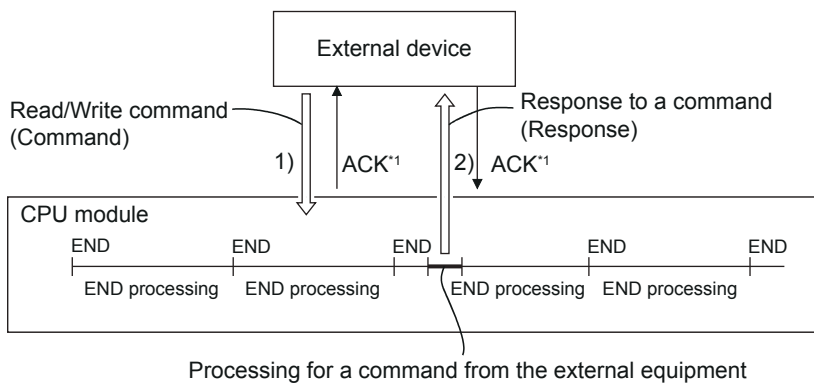 External device
Read/Write command
(Command)
Response to a command
(Response)
1)
ACK*1
2)
ACK*1
CPU module
END
END
END
END
END
END processing
END processing
END processing
END processing
Processing for a command from the external equipment